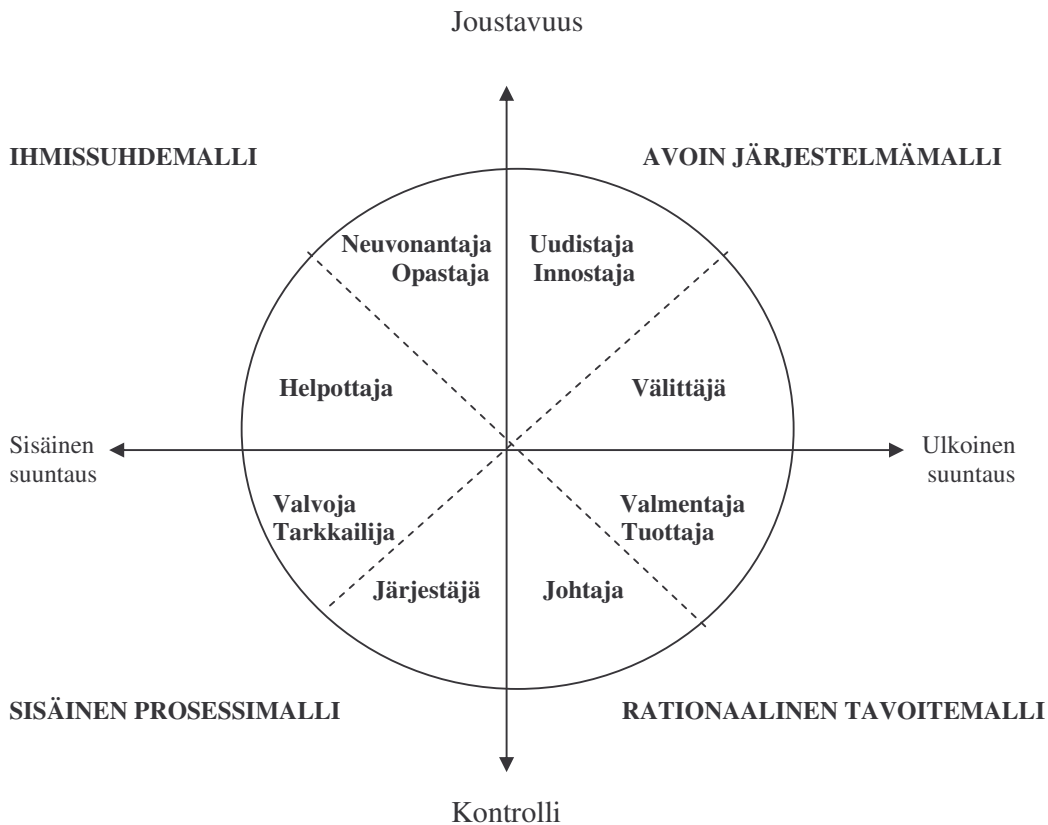 Joustavuus
IHMISSUHDEMALLI
AVOIN JÄRJESTELMÄMALLI
Neuvonantaja
Opastaja
Uudistaja
Innostaja
Helpottaja
Välittäjä
Sisäinen
suuntaus
Ulkoinen
suuntaus
Valvoja
Tarkkailija
Valmentaja
Tuottaja
Järjestäjä
Johtaja
SISÄINEN PROSESSIMALLI
RATIONAALINEN TAVOITEMALLI
Kontrolli